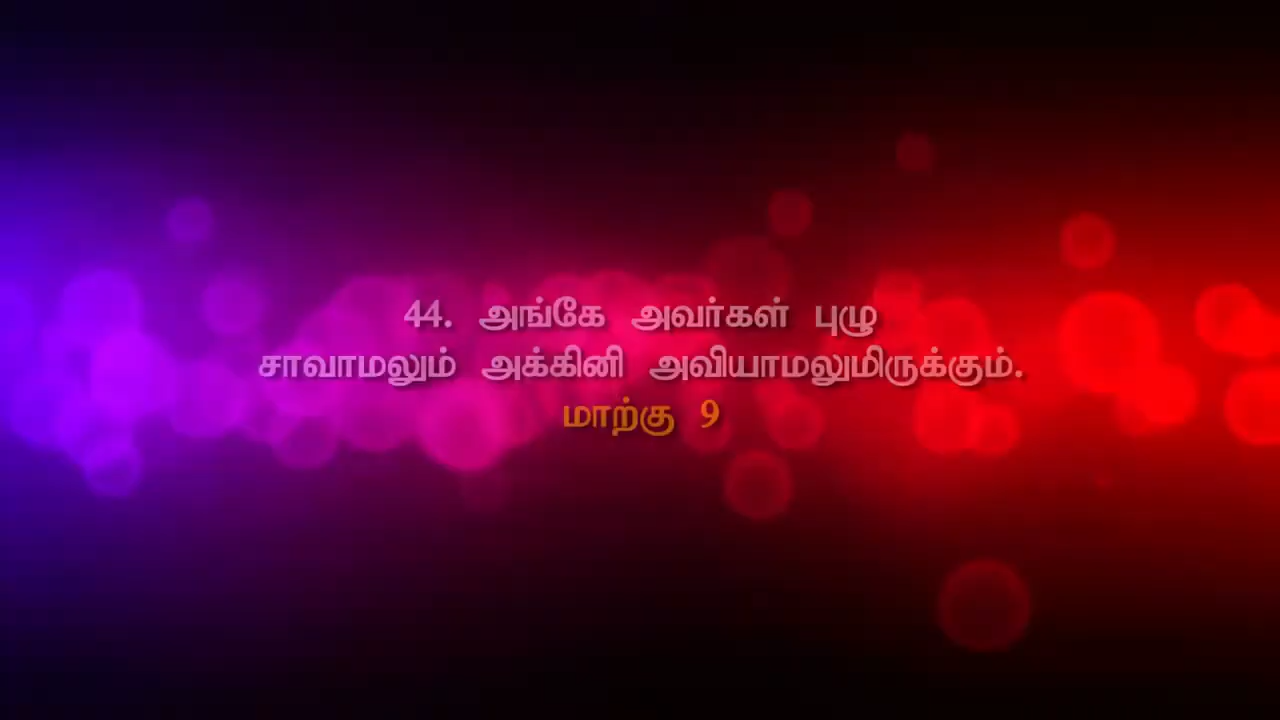 44. அங்கே அவர்கள் புழு
சாவாமலும் அக்கினி அவியாமலுமிருக்கும்.
மாற்கு 9